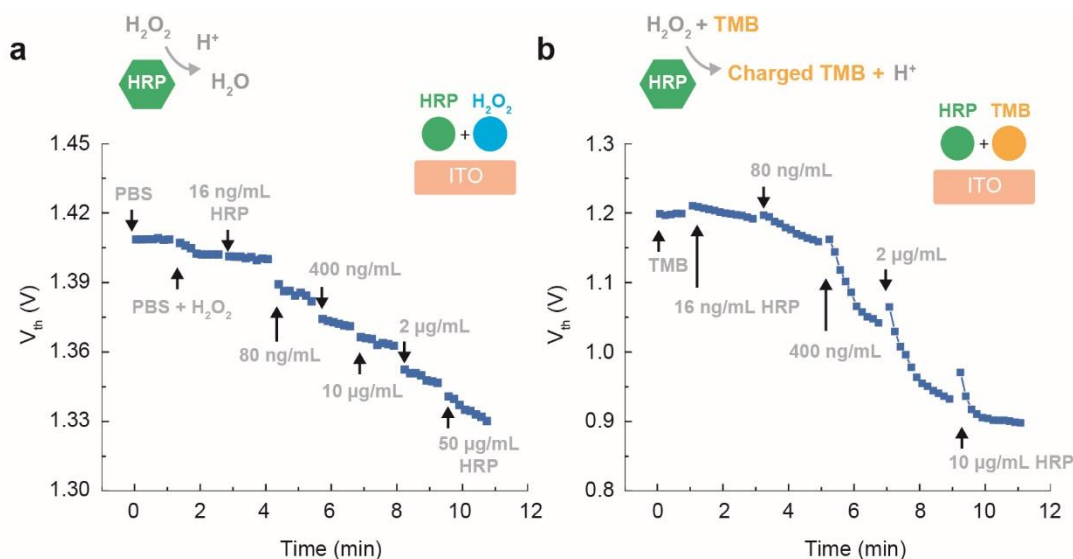 a
H₂O₂
H⁺
HRP
H₂O
HRP
H₂O₂
+
ITO
1.45
1.42
1.39
1.36
1.33
1.30
Vth (V)
PBS
16 ng/mL
HRP
PBS + H₂O₂
400 ng/mL
80 ng/mL
2 µg/mL
10 µg/mL
50 µg/mL
HRP
0
2
4
6
8
10
12
Time (min)
b
H₂O₂ + TMB
HRP
Charged TMB + H⁺
HRP
TMB
+
ITO
1.3
1.2
1.1
1.0
0.9
0.8
Vth (V)
80 ng/mL
TMB
16 ng/mL HRP
2 µg/mL
400 ng/mL
10 µg/mL HRP
0
2
4
6
8
10
12
Time (min)